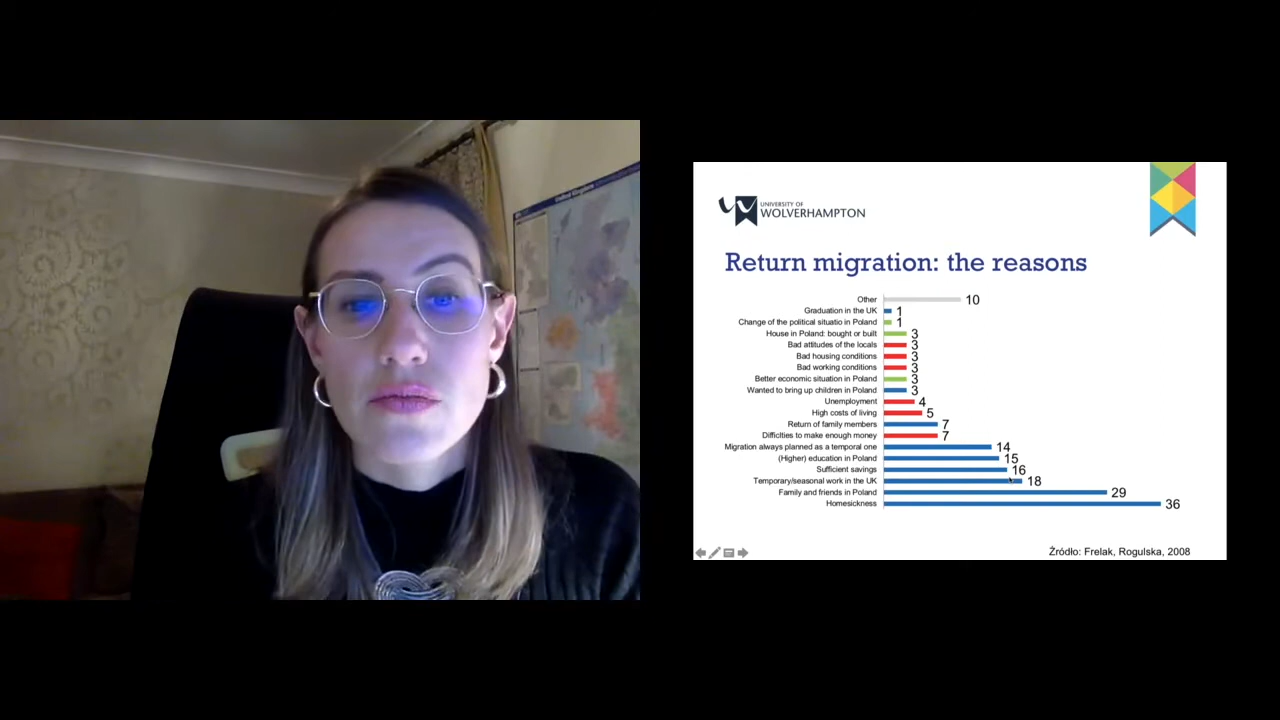 United Kingdom
UNIVERSITY OF
WOLVERHAMPTON
Return migration: the reasons
Other 10
Graduation in the UK 1
Change of the political situatio in Poland 1
House in Poland: bought or built 3
Bad attitudes of the locals 3
Bad housing conditions 3
Bad working conditions 3
Better economic situation in Poland 3
Wanted to bring up children in Poland 3
Unemployment 4
High costs of living 5
Return of family members 7
Difficlties to make enough money 7
Migration always planned as a temporal one 14
(Higher) education in Poland 15
Sufficient savings 16
Temporary/seasonal work in the UK 18
Family and friends in Poland 29
Homesickness 36
Źródło: Frelak, Rogulska, 2008